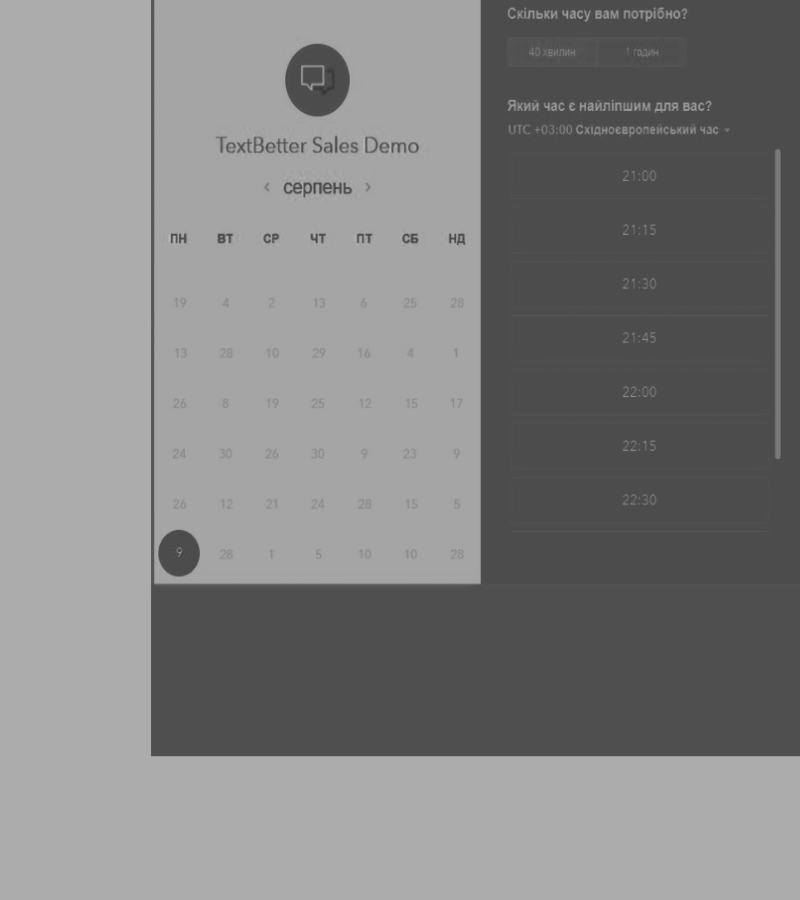 TextBetter Sales Demo
серпень
ПН ВТ СР ЧТ ПТ СБ НД
19 4 2 13 6 25 28
13 28 10 29 16 4 1
26 8 19 25 12 15 17
24 30 26 30 9 23 9
26 12 21 24 28 15 5
9 28 1 5 10 10 28
Скільки часу вам потрібно?
40 хвилин 1 годин
Який час є найліпшим для вас?
UTC +03:00 Східноєвропейський час
21:00
21:15
21:30
21:45
22:00
22:15
22:30